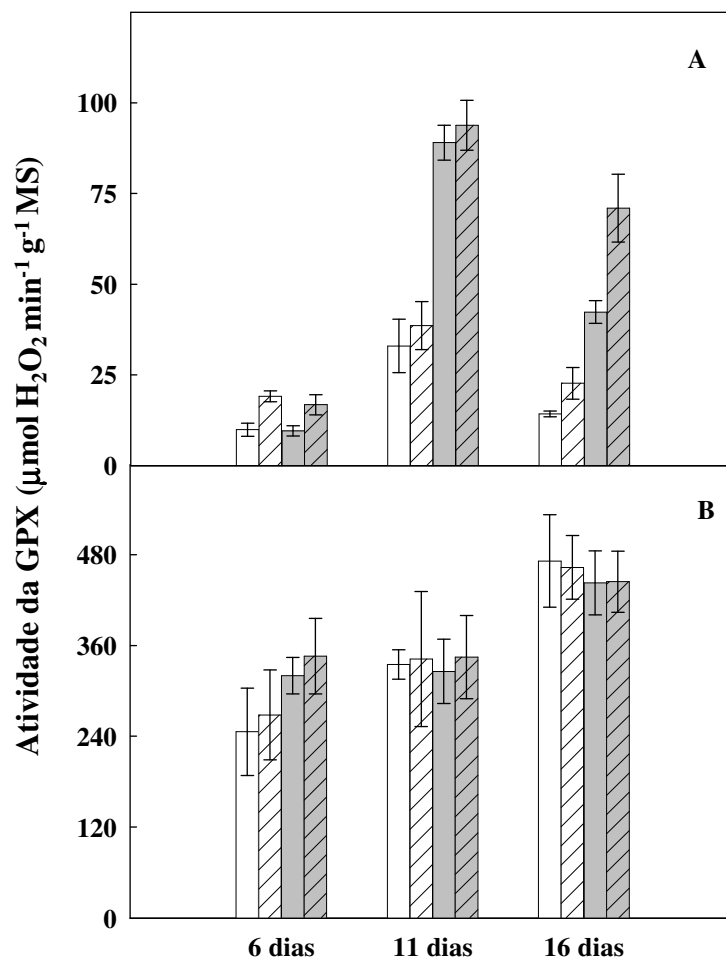 A
100
75
50
25
0
B
480
360
240
120
0
Atividade da GPX (μmol H₂O₂ min⁻¹ g⁻¹ MS)
6 dias 11 dias 16 dias